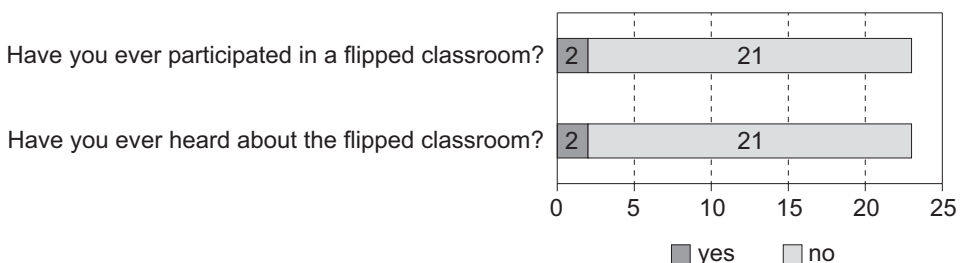 Have you ever participated in a flipped classroom? 2 21
Have you ever heard about the flipped classroom? 2 21
0 5 10 15 20 25
yes no